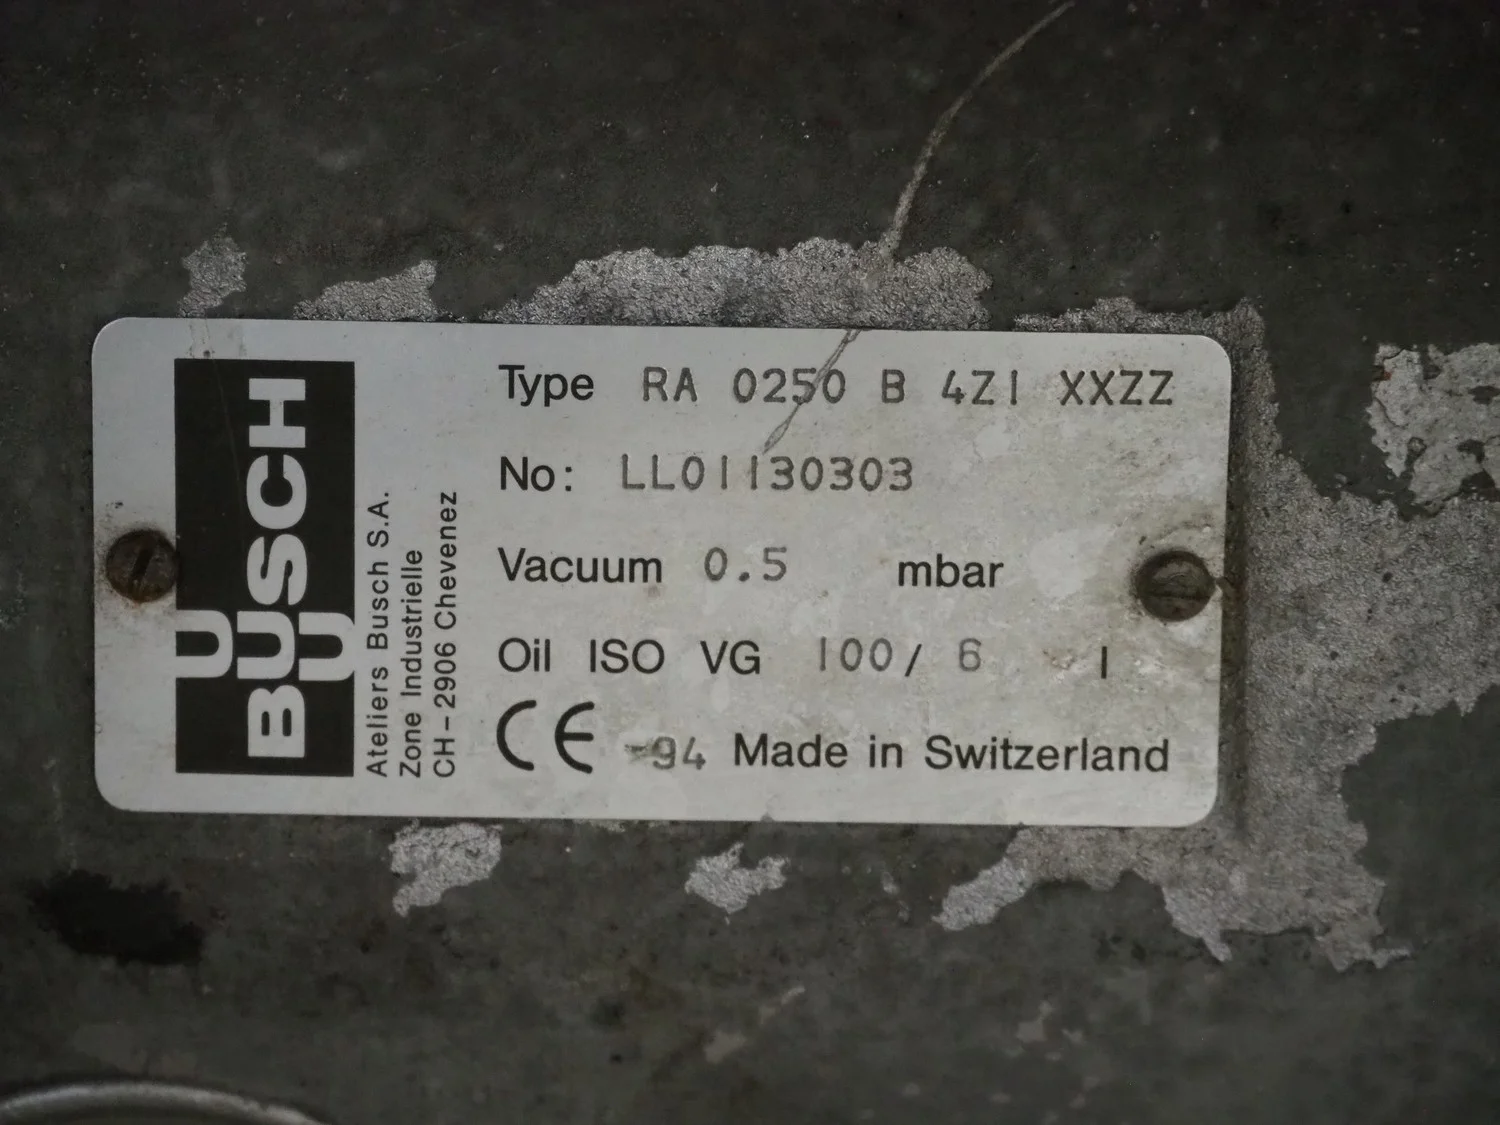 BUSCH
Ateliers Busch S.A.
Zone Industrielle
CH-2906 Chevenez
Type RA 0250 B 4Z1 XXZZ
No: LL01130303
Vacuum 0.5 mbar
Oil ISO VG 100/ 6 l
CE -94 Made in Switzerland